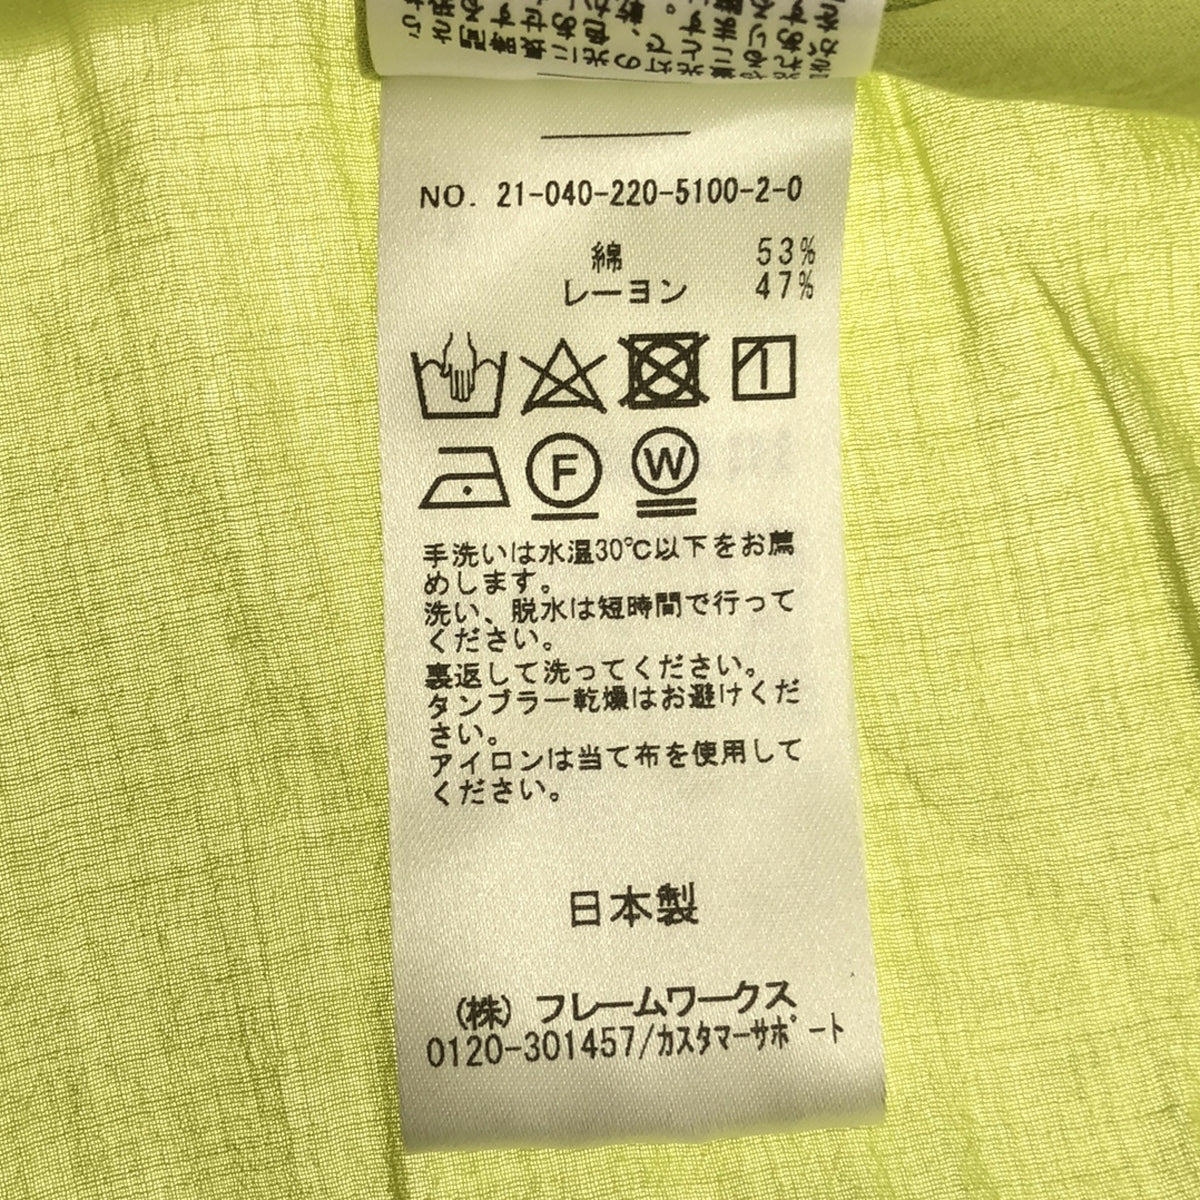 NO. 21-040-220-5100-2-0
綿 53%
レーヨン 47%
F W
手洗いは水温30℃以下をお薦
めします。
洗い、脱水は短時間で行って
ください。
裏返して洗ってください。
タンブラー乾燥はお避けくだ
さい。
アイロンは当て布を使用して
ください。
日本製
(株) フレームワークス
0120-301457/カスタマーサポート